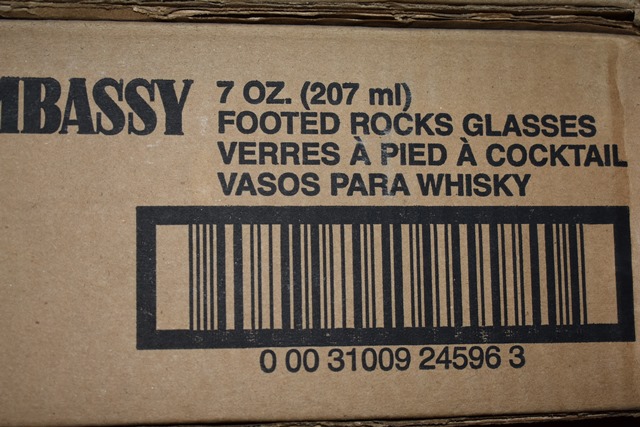 MBASSY
7 OZ. (207 ml)
FOOTED ROCKS GLASSES
VERRES À PIED À COCKTAIL
VASOS PARA WHISKY
0 00 31009 24596 3